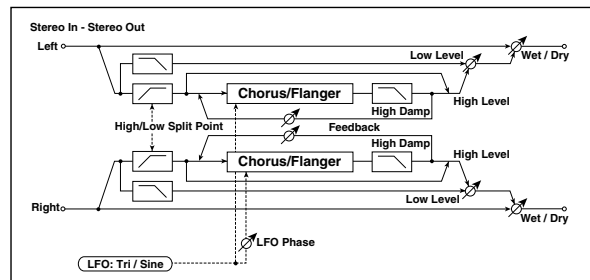 Stereo In - Stereo Out
Left
Wet / Dry
Low Level
Chorus/Flanger
High Damp
High Level
High/Low Split Point
Feedback
High Damp
Chorus/Flanger
High Level
Low Level
Right
Wet / Dry
LFO Phase
LFO: Tri / Sine